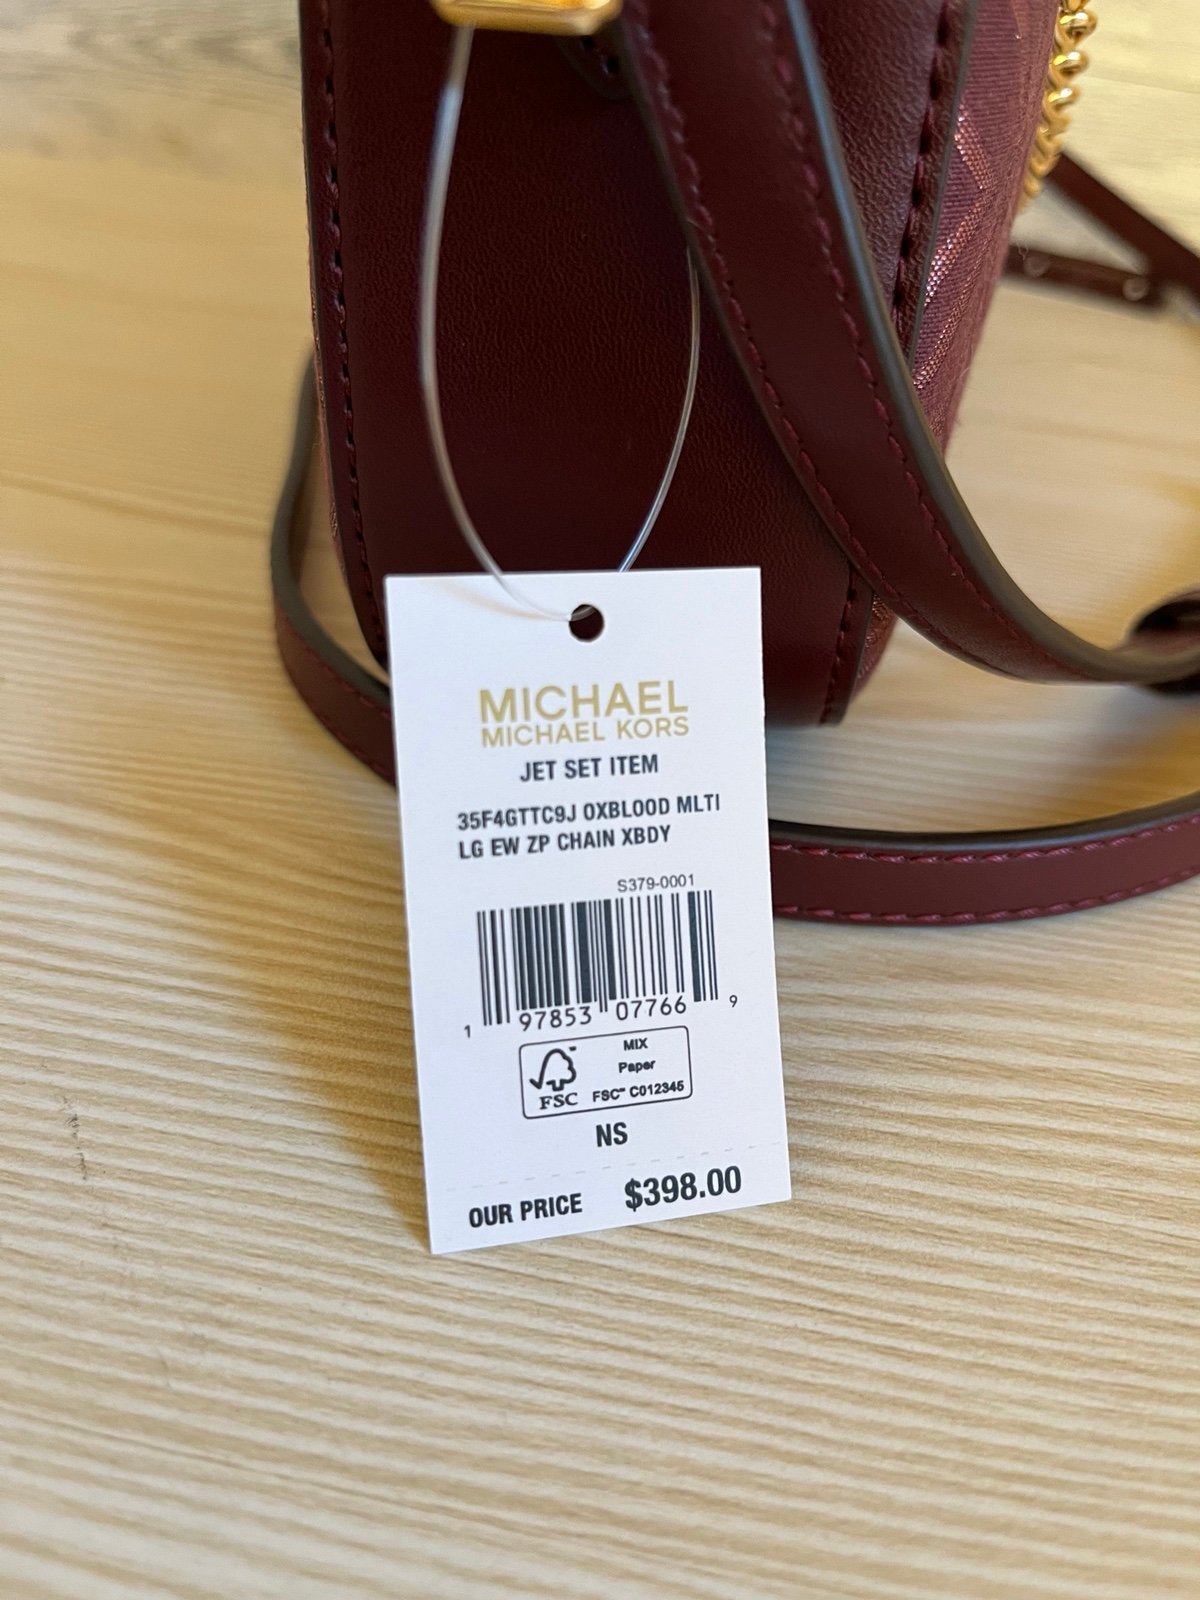 MICHAEL
MICHAEL KORS
JET SET ITEM
35F4GTTC9J OXBLOOD MLTI
LG EW ZP CHAIN XBDY
S379-0001
1 97853 07766 9
MIX
Paper
FSC FSC™ C012345
NS
OUR PRICE $398.00